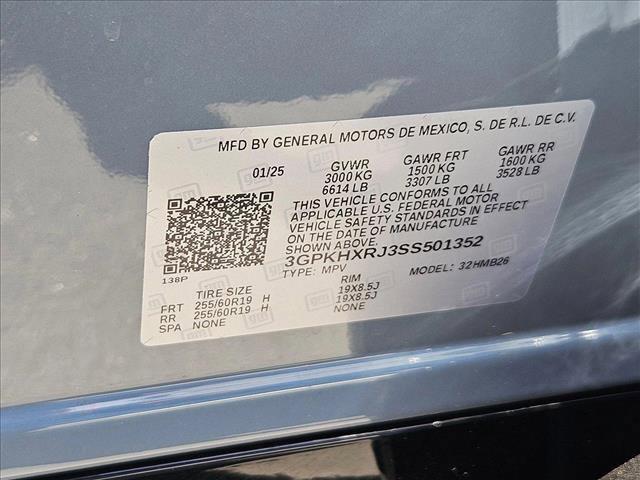 MFD BY GENERAL MOTORS DE MEXICO, S. DE R.L. DE C.V.
01/25 GVWR GAWR FRT GAWR RR
3000 KG 1500 KG 1600 KG
6614 LB 3307 LB 3528 LB
THIS VEHICLE CONFORMS TO ALL
APPLICABLE U.S. FEDERAL MOTOR
VEHICLE SAFETY STANDARDS IN EFFECT
ON THE DATE OF MANUFACTURE
SHOWN ABOVE.
3GPKHXRJ3SS501352
138P TYPE: MPV MODEL: 32HMB26
TIRE SIZE RIM
FRT 255/60R19 H 19X8.5J
RR 255/60R19 H 19X8.5J
SPA NONE NONE